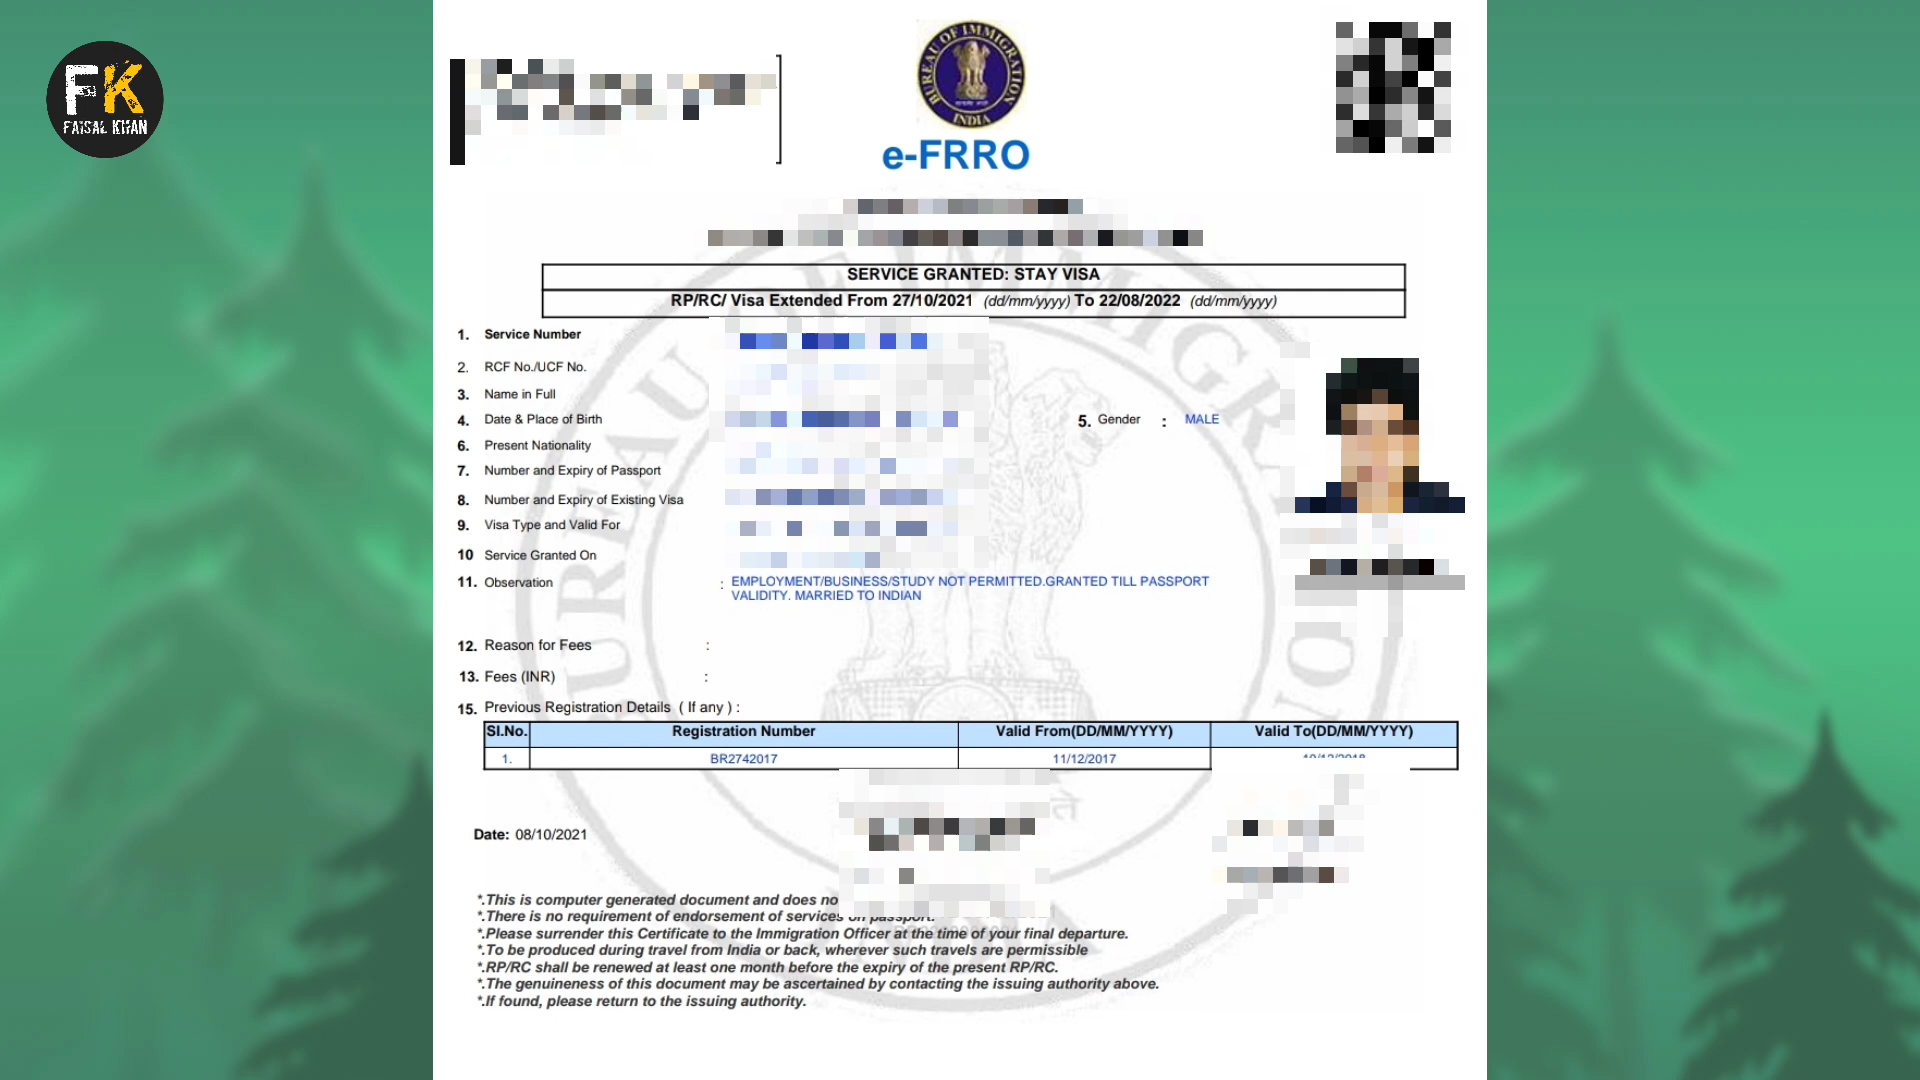 FK
FAISAL KHAN
BUREAU OF IMMIGRATION
INDIA
e-FRRO
SERVICE GRANTED: STAY VISA
RP/RC/ Visa Extended From 27/10/2021 (dd/mm/yyyy) To 22/08/2022 (dd/mm/yyyy)
1. Service Number
2. RCF No./UCF No.
3. Name in Full
4. Date & Place of Birth
5. Gender : MALE
6. Present Nationality
7. Number and Expiry of Passport
8. Number and Expiry of Existing Visa
9. Visa Type and Valid For
10 Service Granted On
11. Observation : EMPLOYMENT/BUSINESS/STUDY NOT PERMITTED.GRANTED TILL PASSPORT
VALIDITY. MARRIED TO INDIAN
12. Reason for Fees :
13. Fees (INR) :
15. Previous Registration Details ( If any ) :
SI.No. Registration Number Valid From(DD/MM/YYYY) Valid To(DD/MM/YYYY)
1. BR2742017 11/12/2017
Date: 08/10/2021
*.This is computer generated document and does no
*.There is no requirement of endorsement of services on passport.
*.Please surrender this Certificate to the Immigration Officer at the time of your final departure.
*.To be produced during travel from India or back, wherever such travels are permissible
*.RP/RC shall be renewed at least one month before the expiry of the present RP/RC.
*.The genuineness of this document may be ascertained by contacting the issuing authority above.
*.If found, please return to the issuing authority.